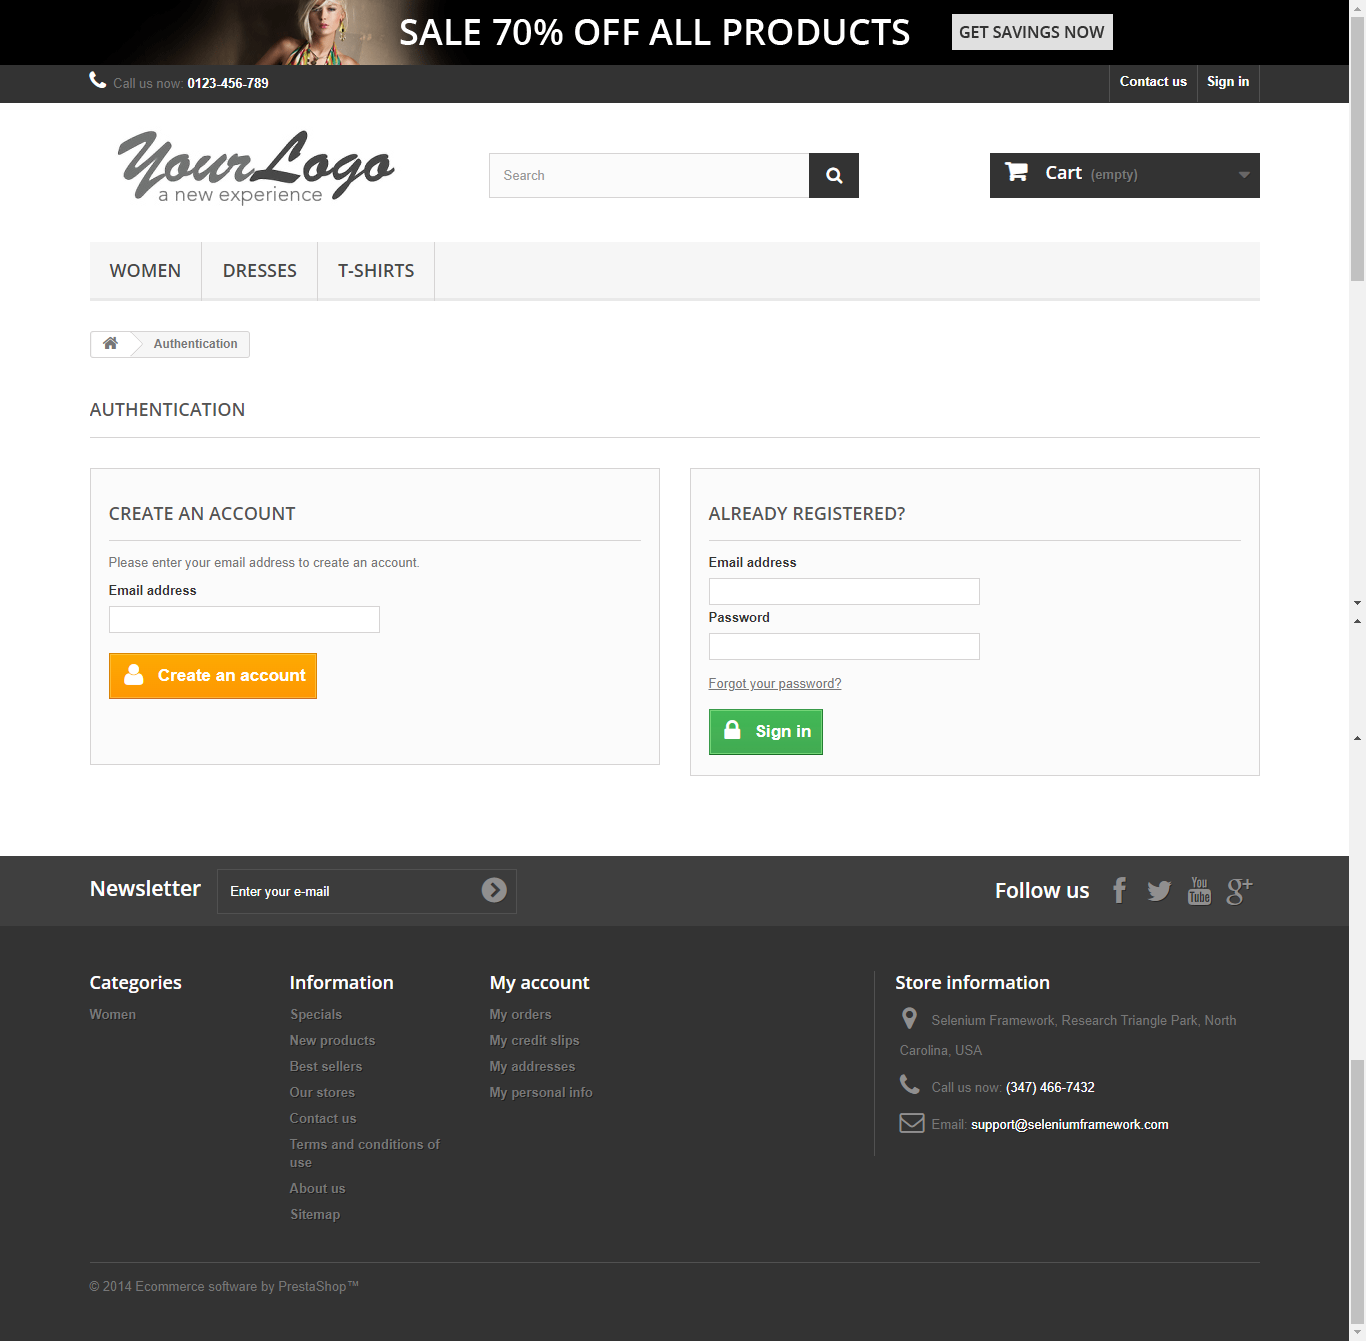 SALE 70% OFF ALL PRODUCTS
GET SAVINGS NOW
Call us now: 0123-456-789
Contact us
Sign in
YourLogo
a new experience
Search
Cart (empty)
WOMEN
DRESSES
T-SHIRTS
Authentication
AUTHENTICATION
CREATE AN ACCOUNT
Please enter your email address to create an account.
Email address
Create an account
ALREADY REGISTERED?
Email address
Password
Forgot your password?
Sign in
Newsletter
Enter your e-mail
Follow us
You
Tube
g+
Categories
Women
Information
Specials
New products
Best sellers
Our stores
Contact us
Terms and conditions of
use
About us
Sitemap
My account
My orders
My credit slips
My addresses
My personal info
Store information
Selenium Framework, Research Triangle Park, North
Carolina, USA
Call us now: (347) 466-7432
Email: support@seleniumframework.com
© 2014 Ecommerce software by PrestaShop™